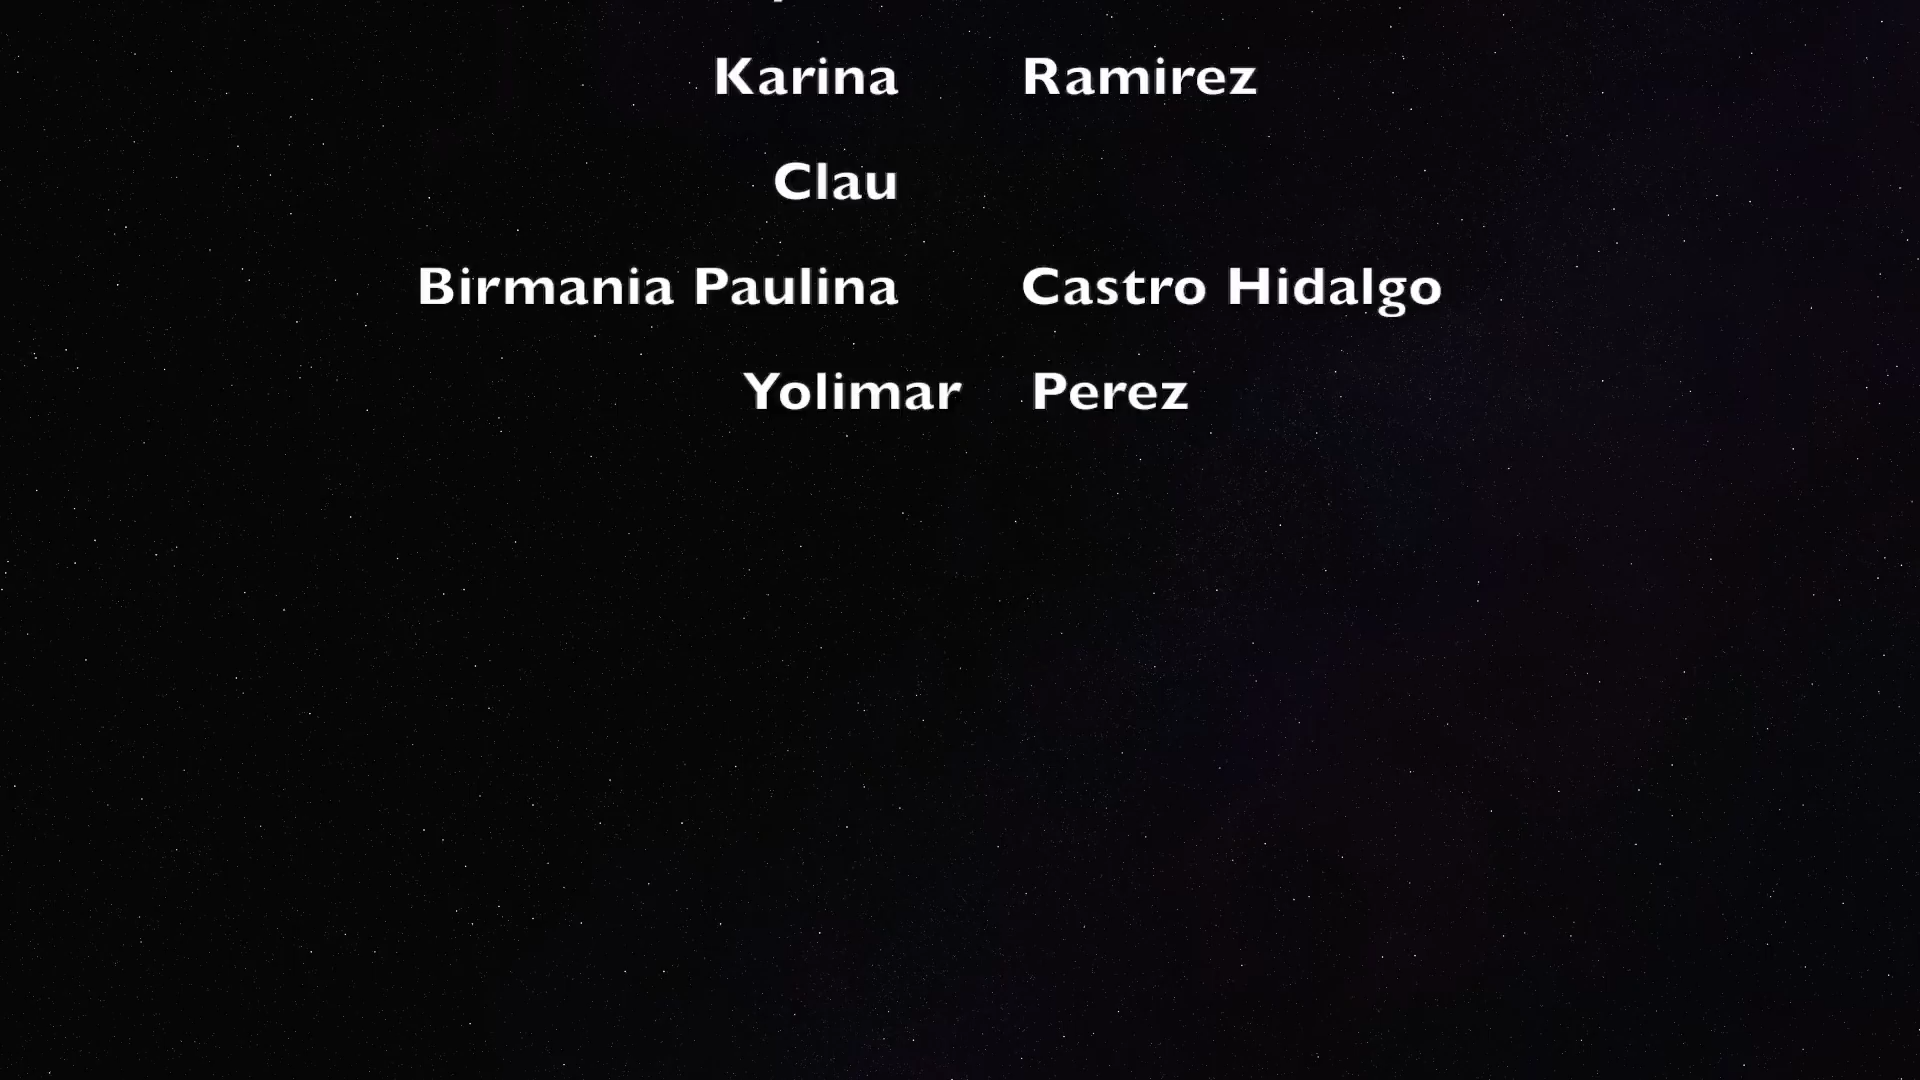 Karina Ramirez
Clau
Birmania Paulina Castro Hidalgo
Yolimar Perez